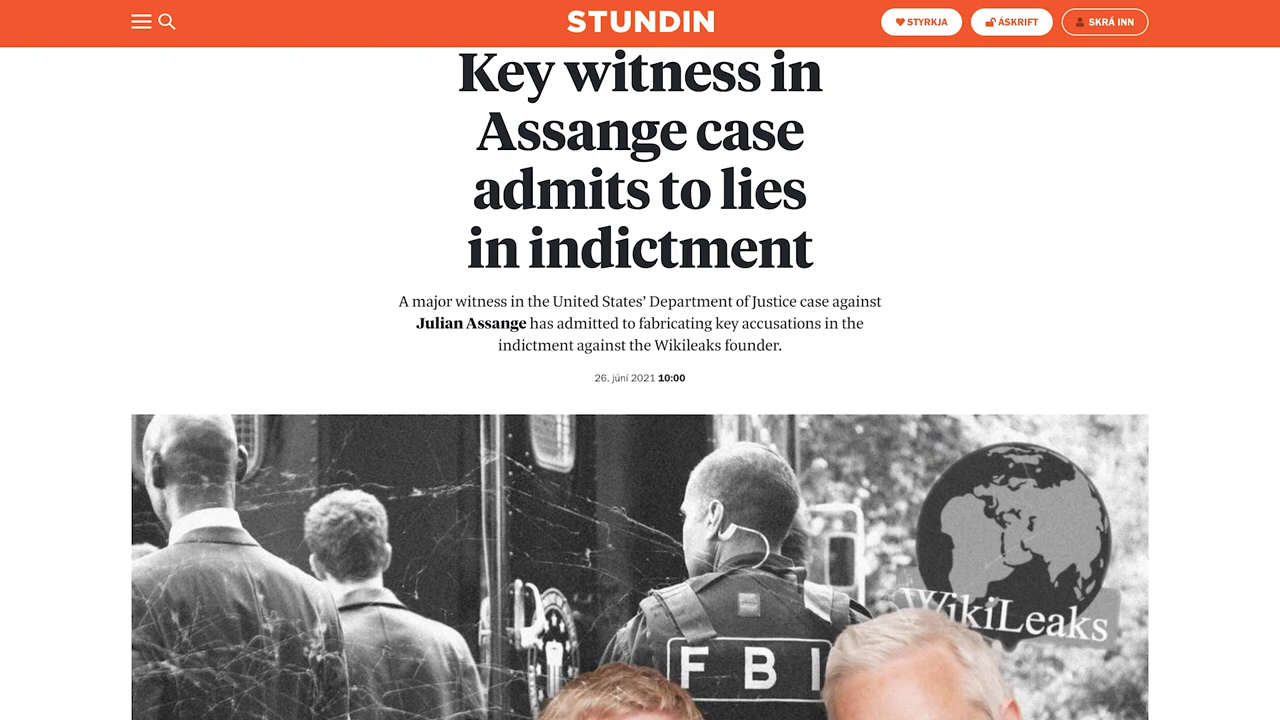 STUNDIN
STYRKJA
ÁSKRIFT
SKRÁ INN
Key witness in
Assange case
admits to lies
in indictment
A major witness in the United States’ Department of Justice case against
Julian Assange has admitted to fabricating key accusations in the
indictment against the Wikileaks founder.
26. júní 2021 10:00
WikiLeaks
FBI